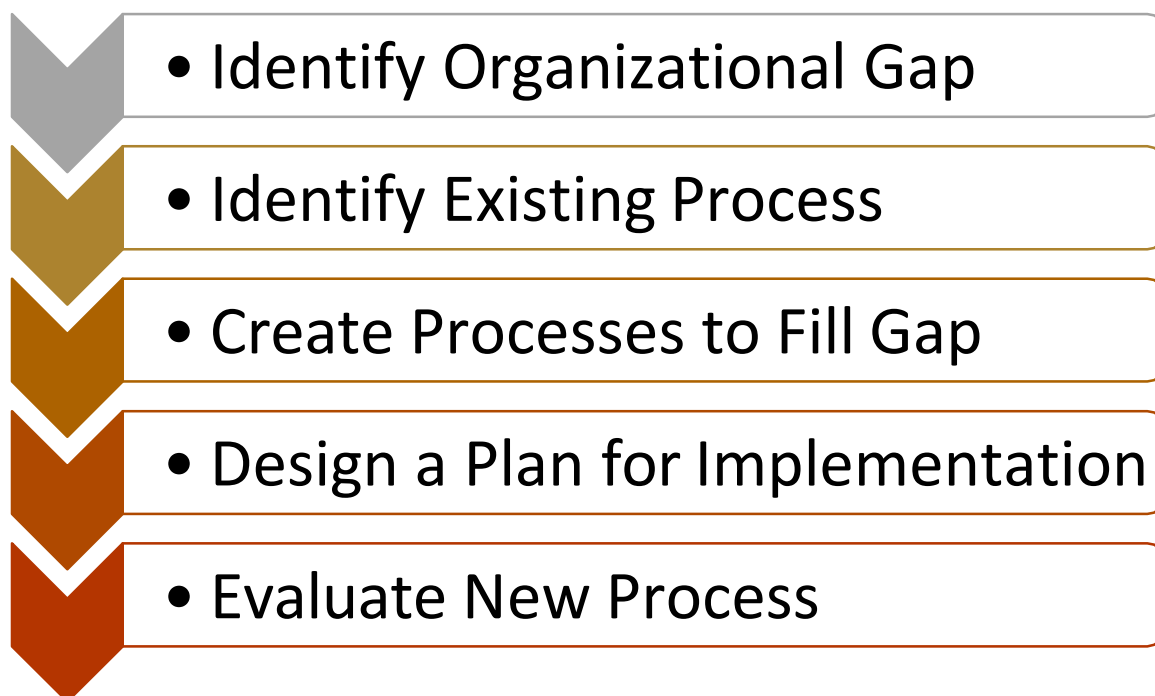 • Identify Organizational Gap
• Identify Existing Process
• Create Processes to Fill Gap
• Design a Plan for Implementation
• Evaluate New Process